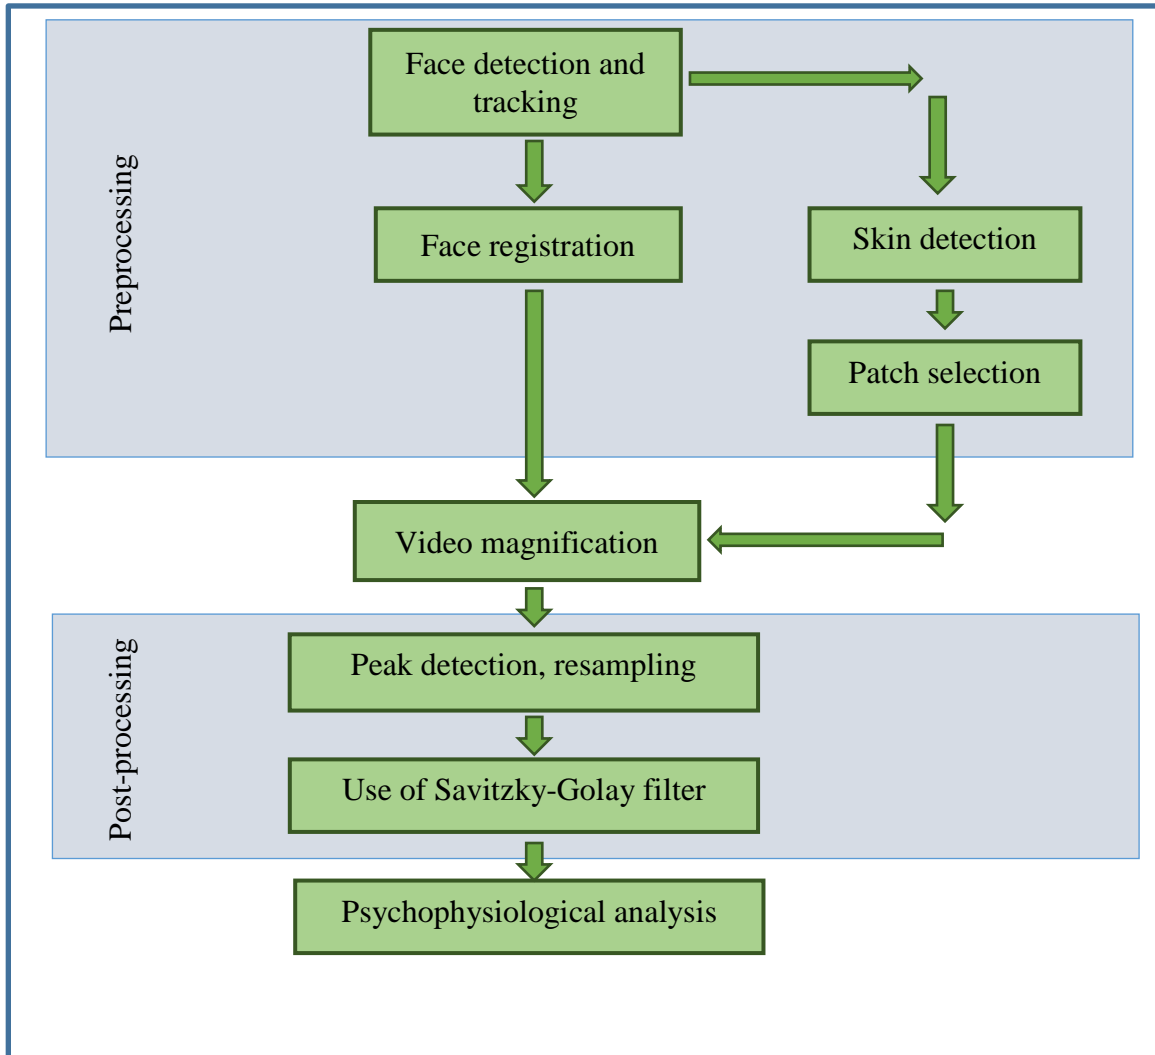 Preprocessing
Face detection and
tracking
Face registration
Skin detection
Patch selection
Video magnification
Post-processing
Peak detection, resampling
Use of Savitzky-Golay filter
Psychophysiological analysis